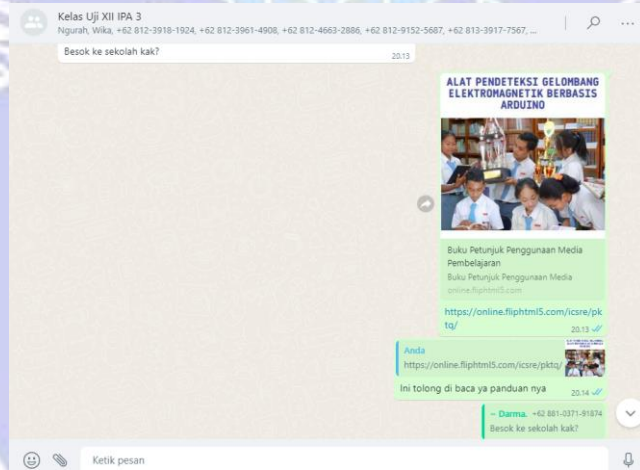 Kelas Uji XII IPA 3
Ngurah, Wika, +62 812-3918-1924, +62 812-3961-4908, +62 812-4663-2886, +62 812-9152-5687, +62 813-3917-7567, ...
Besok ke sekolah kak?
20.13
ALAT PENDETEKSI GELOMBANG
ELEKTROMAGNETIK BERBASIS
ARDUINO
Buku Petunjuk Penggunaan Media
Pembelajaran
Buku Petunjuk Penggunaan Media
online.fliphtml5.com
https://online.fliphtml5.com/icsre/pk
tq/
20.13
Anda
https://online.fliphtml5.com/icsre/pktq/
Ini tolong di baca ya panduan nya
20.14
~ Darma. +62 881-0371-91874
Besok ke sekolah kak?
Ketik pesan